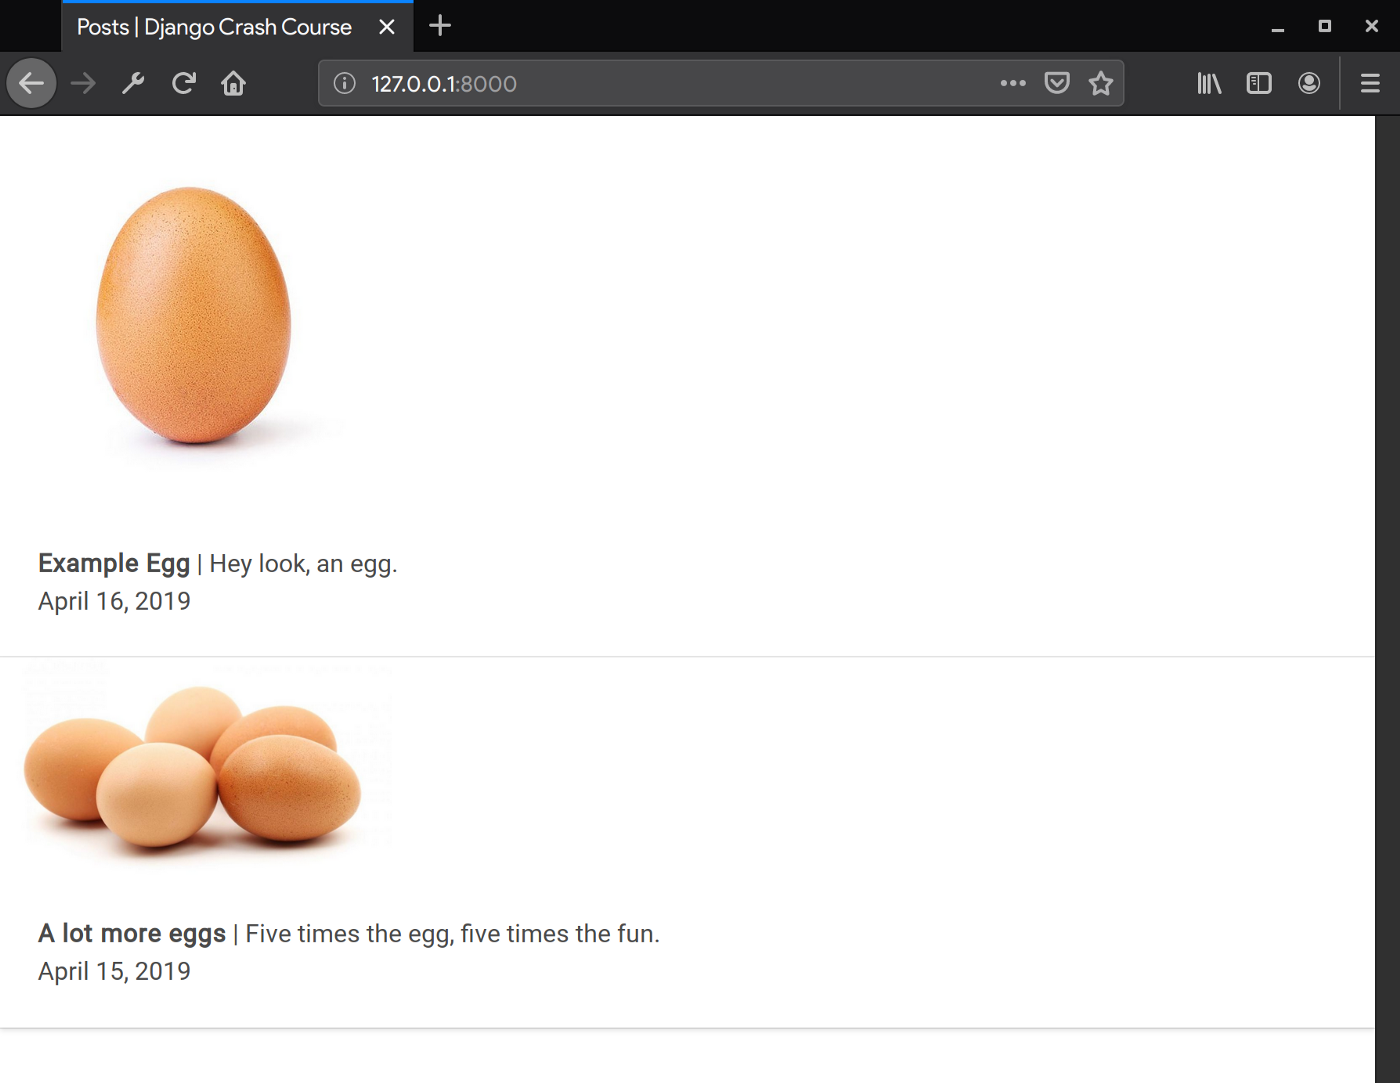 Posts | Django Crash Course
127.0.0.1:8000
Example Egg | Hey look, an egg.
April 16, 2019
A lot more eggs | Five times the egg, five times the fun.
April 15, 2019